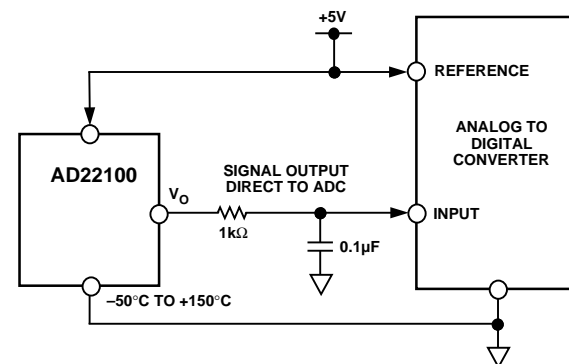 +5V
REFERENCE
ANALOG TO
DIGITAL
CONVERTER
AD22100
V_O
SIGNAL OUTPUT
DIRECT TO ADC
INPUT
1kΩ
0.1µF
–50°C TO +150°C